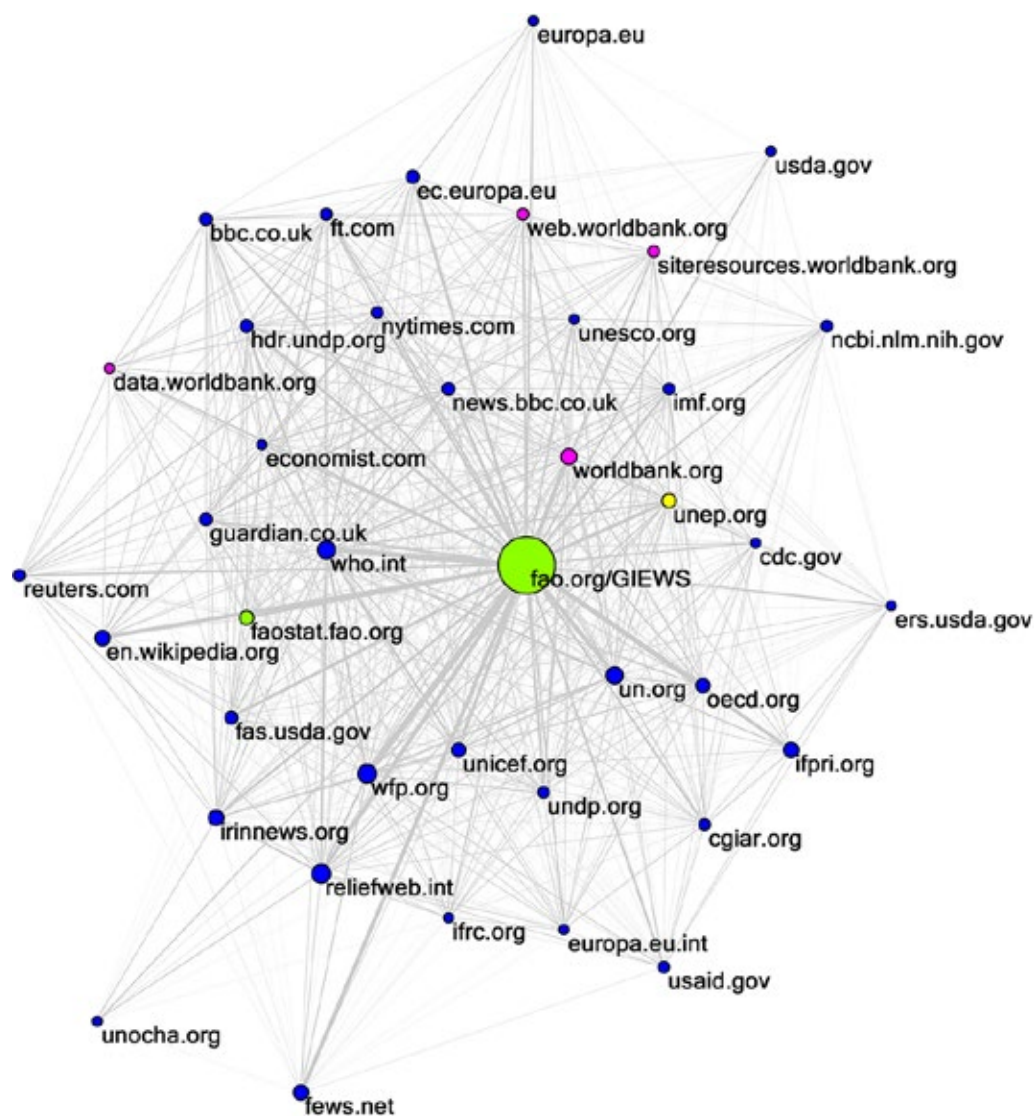 europa.eu
usda.gov
ec.europa.eu
web.worldbank.org
bbc.co.uk
ft.com
siteresources.worldbank.org
nytimes.com
unesco.org
hdr.undp.org
ncbi.nlm.nih.gov
data.worldbank.org
news.bbc.co.uk
imf.org
economist.com
worldbank.org
unep.org
guardian.co.uk
who.int
cdc.gov
fao.org/GIEWS
reuters.com
ers.usda.gov
faostat.fao.org
en.wikipedia.org
un.org
oecd.org
fas.usda.gov
unicef.org
ifpri.org
wfp.org
undp.org
irinnews.org
cgiar.org
reliefweb.int
ifrc.org
europa.eu.int
usaid.gov
unocha.org
fews.net